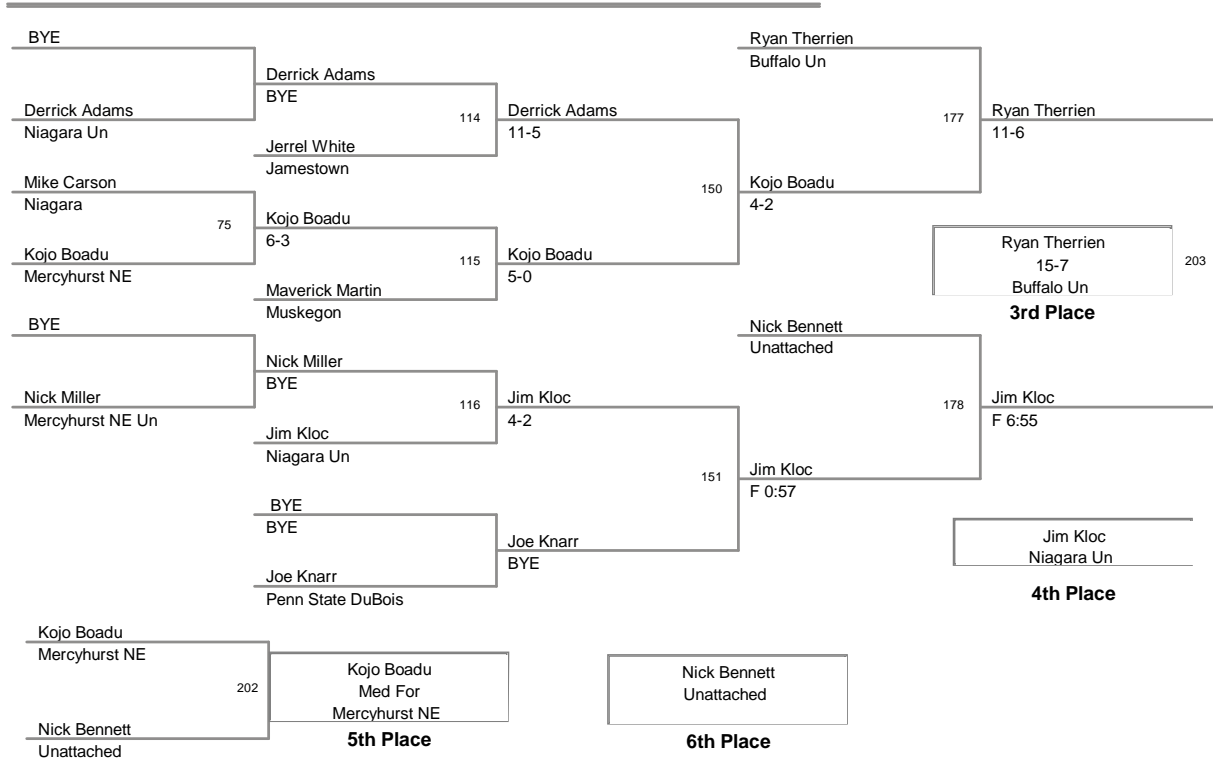 BYE
Derrick Adams
Niagara Un
Mike Carson
Niagara
75
Kojo Boadu
Mercyhurst NE
BYE
Nick Miller
Mercyhurst NE Un
Derrick Adams
BYE
114
Jerrel White
Jamestown
Kojo Boadu
6-3
115
Maverick Martin
Muskegon
Nick Miller
BYE
116
Jim Kloc
Niagara Un
BYE
BYE
Joe Knarr
Penn State DuBois
Derrick Adams
11-5
150
Kojo Boadu
5-0
Jim Kloc
4-2
151
Joe Knarr
BYE
Ryan Therrien
Buffalo Un
177
Kojo Boadu
4-2
Nick Bennett
Unattached
178
Jim Kloc
F 0:57
Ryan Therrien
11-6
Ryan Therrien
15-7
Buffalo Un
203
3rd Place
Jim Kloc
F 6:55
Jim Kloc
Niagara Un
4th Place
Kojo Boadu
Mercyhurst NE
202
Nick Bennett
Unattached
Kojo Boadu
Med For
Mercyhurst NE
5th Place
Nick Bennett
Unattached
6th Place